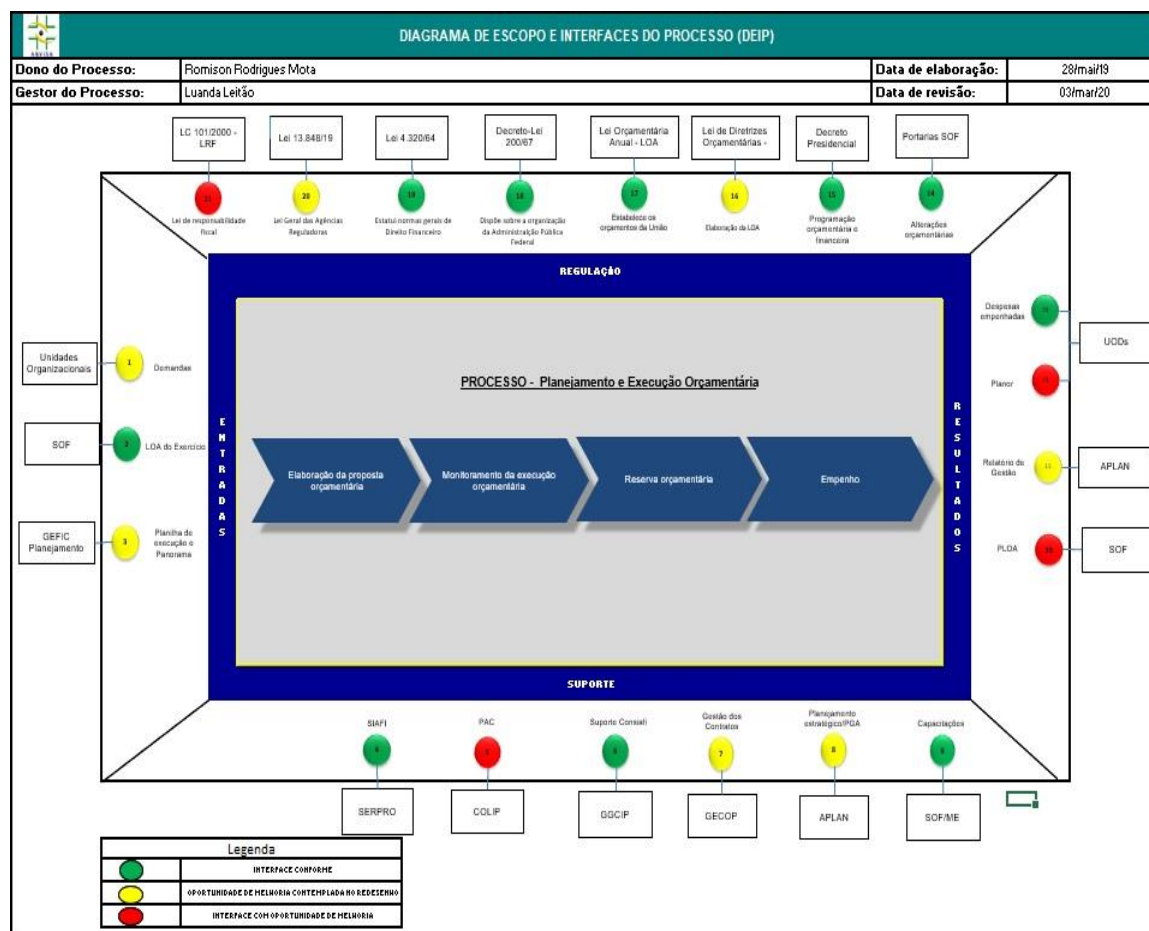 ANVISA
DIAGRAMA DE ESCOPO E INTERFACES DO PROCESSO (DEIP)
Dono do Processo:
Romison Rodrigues Mota
Data de elaboração:
28/mai/19
Gestor do Processo:
Luanda Leitão
Data de revisão:
03/mar/20
LC 101/2000 -
LRF
Lei 13.848/19
Lei 4.320/64
Decreto-Lei
200/67
Lei Orçamentária
Anual - LOA
Lei de Diretrizes
Orçamentárias -
Decreto
Presidencial
Portarias SOF
21
20
19
18
17
16
15
14
Lei de responsabilidade
fiscal
Lei Geral das Agências
Reguladoras
Estatui normas gerais de
Direito Financeiro
Dispõe sobre a organização
da Administralção Pública
Federal
Estabelece os
orçamentos da União
Elaboração da LOA
Programação
orçamentária e
financeira
Alterações
orçamentárias
REGULAÇÃO
Unidades
Organizacionais
1
Demandas
SOF
2
LOA do Exercício
GEFIC
Planejamento
3
Planilha de
execução e
Panorama
ENTRADAS
PROCESSO - Planejamento e Execução Orçamentária
Elaboração da proposta
orçamentária
Monitoramento da execução
orçamentária
Reserva orçamentária
Empenho
RESULTADOS
Despesas
empenhadas
UODs
Planor
Relatório de
Gestão
11
APLAN
PLOA
10
SOF
SUPORTE
SIAFI
PAC
Suporte Comsiafi
Gestão dos
Contratos
Planejamento
estratégico/PGA
Capacitações
6
7
8
9
SERPRO
COLIP
GGCIP
GECOP
APLAN
SOF/ME
Legenda
INTERFACE CONFORME
OPORTUNIDADE DE MELHORIA CONTEMPLADA NO REDESENHO
INTERFACE COM OPORTUNIDADE DE MELHORIA